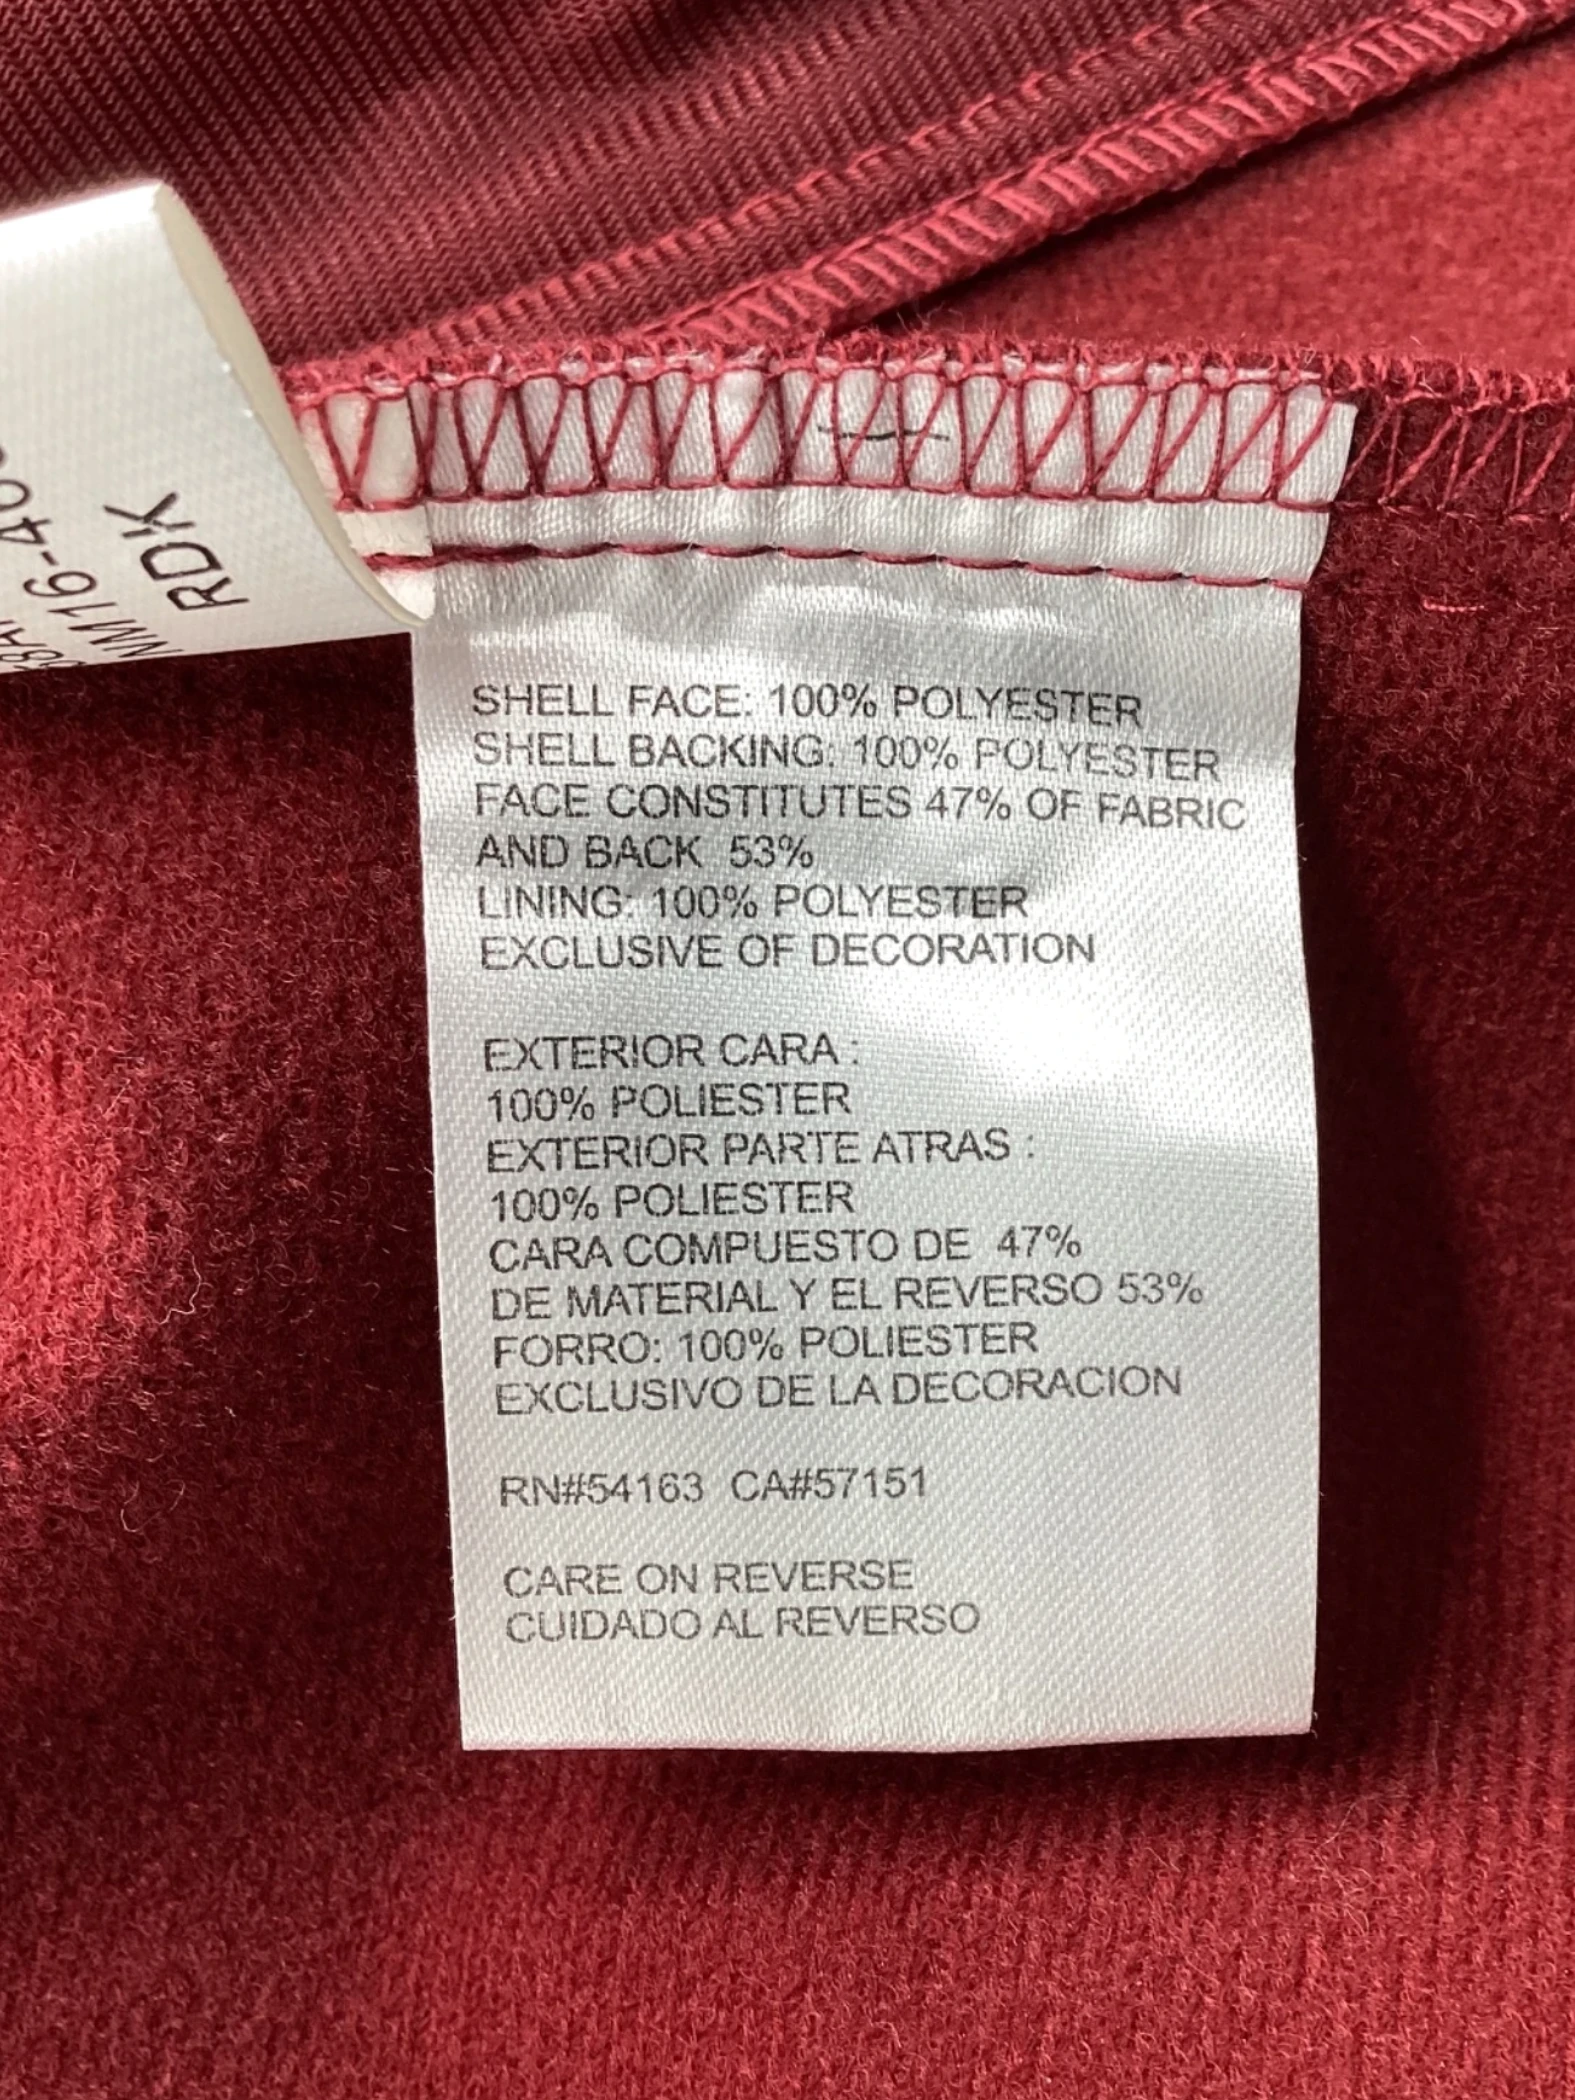 RDK
NM16-40
SHELL FACE: 100% POLYESTER
SHELL BACKING: 100% POLYESTER
FACE CONSTITUTES 47% OF FABRIC
AND BACK 53%
LINING: 100% POLYESTER
EXCLUSIVE OF DECORATION
EXTERIOR CARA :
100% POLIESTER
EXTERIOR PARTE ATRAS :
100% POLIESTER
CARA COMPUESTO DE 47%
DE MATERIAL Y EL REVERSO 53%
FORRO: 100% POLIESTER
EXCLUSIVO DE LA DECORACION
RN#54163 CA#57151
CARE ON REVERSE
CUIDADO AL REVERSO